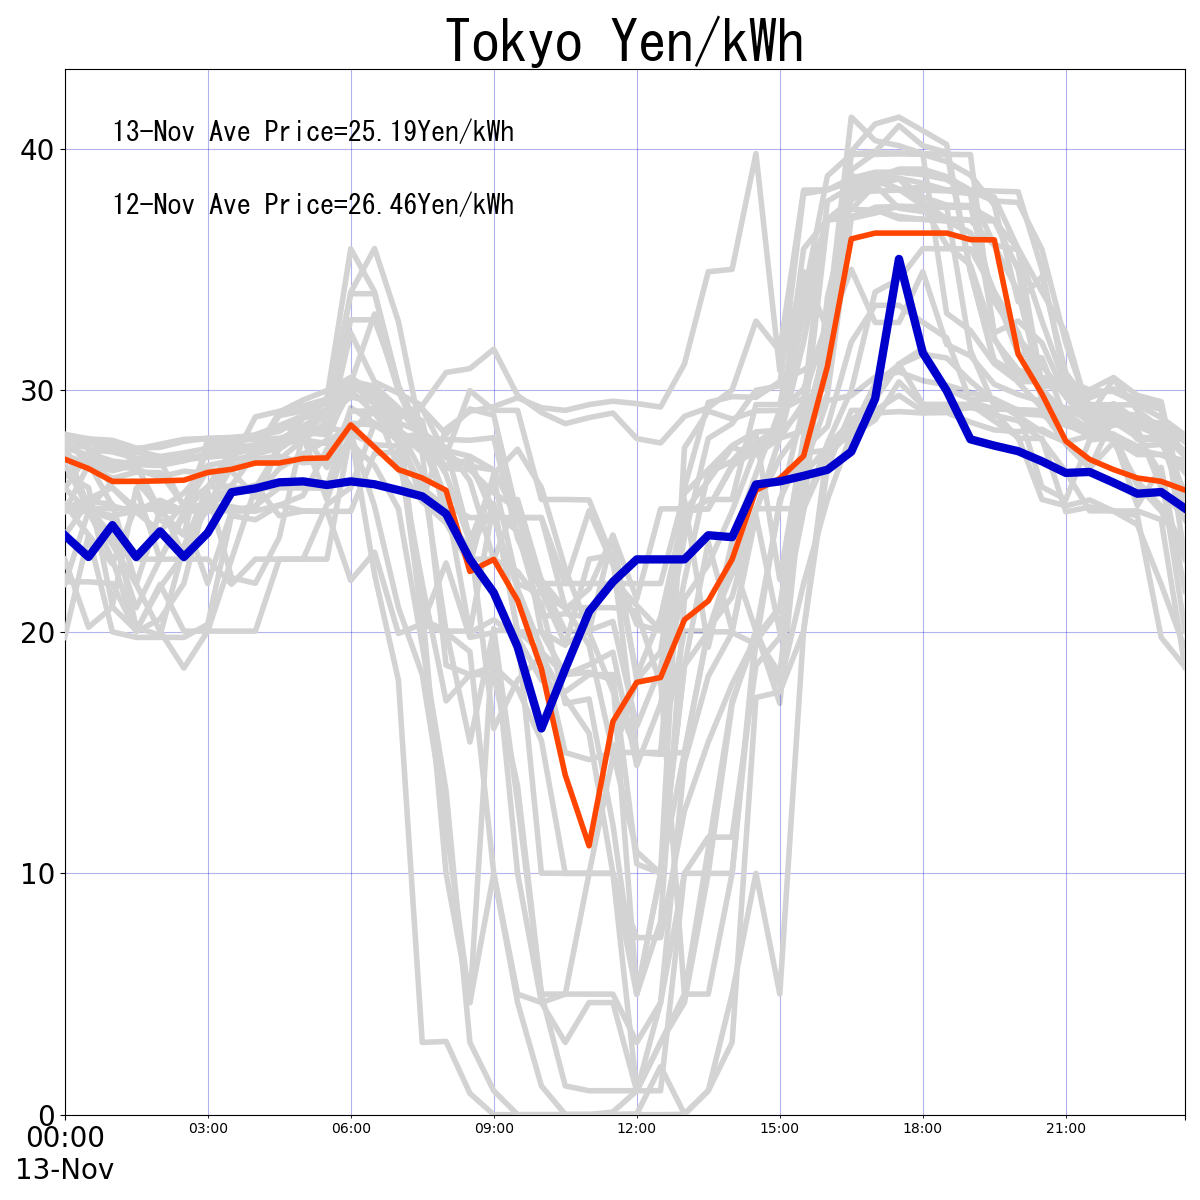 Tokyo Yen/kWh
13-Nov Ave Price=25.19Yen/kWh
12-Nov Ave Price=26.46Yen/kWh
40
30
20
10
0
00:00 03:00 06:00 09:00 12:00 15:00 18:00 21:00
13-Nov